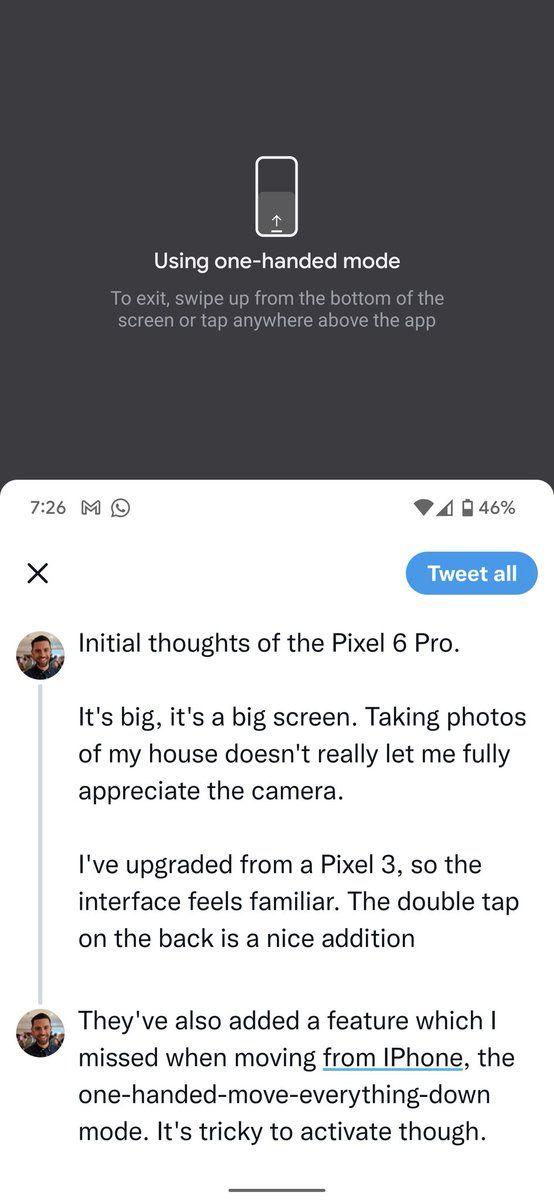 Using one-handed mode
To exit, swipe up from the bottom of the
screen or tap anywhere above the app
7:26 46%
Tweet all
Initial thoughts of the Pixel 6 Pro.
It's big, it's a big screen. Taking photos
of my house doesn't really let me fully
appreciate the camera.
I've upgraded from a Pixel 3, so the
interface feels familiar. The double tap
on the back is a nice addition
They've also added a feature which I
missed when moving from IPhone, the
one-handed-move-everything-down
mode. It's tricky to activate though.